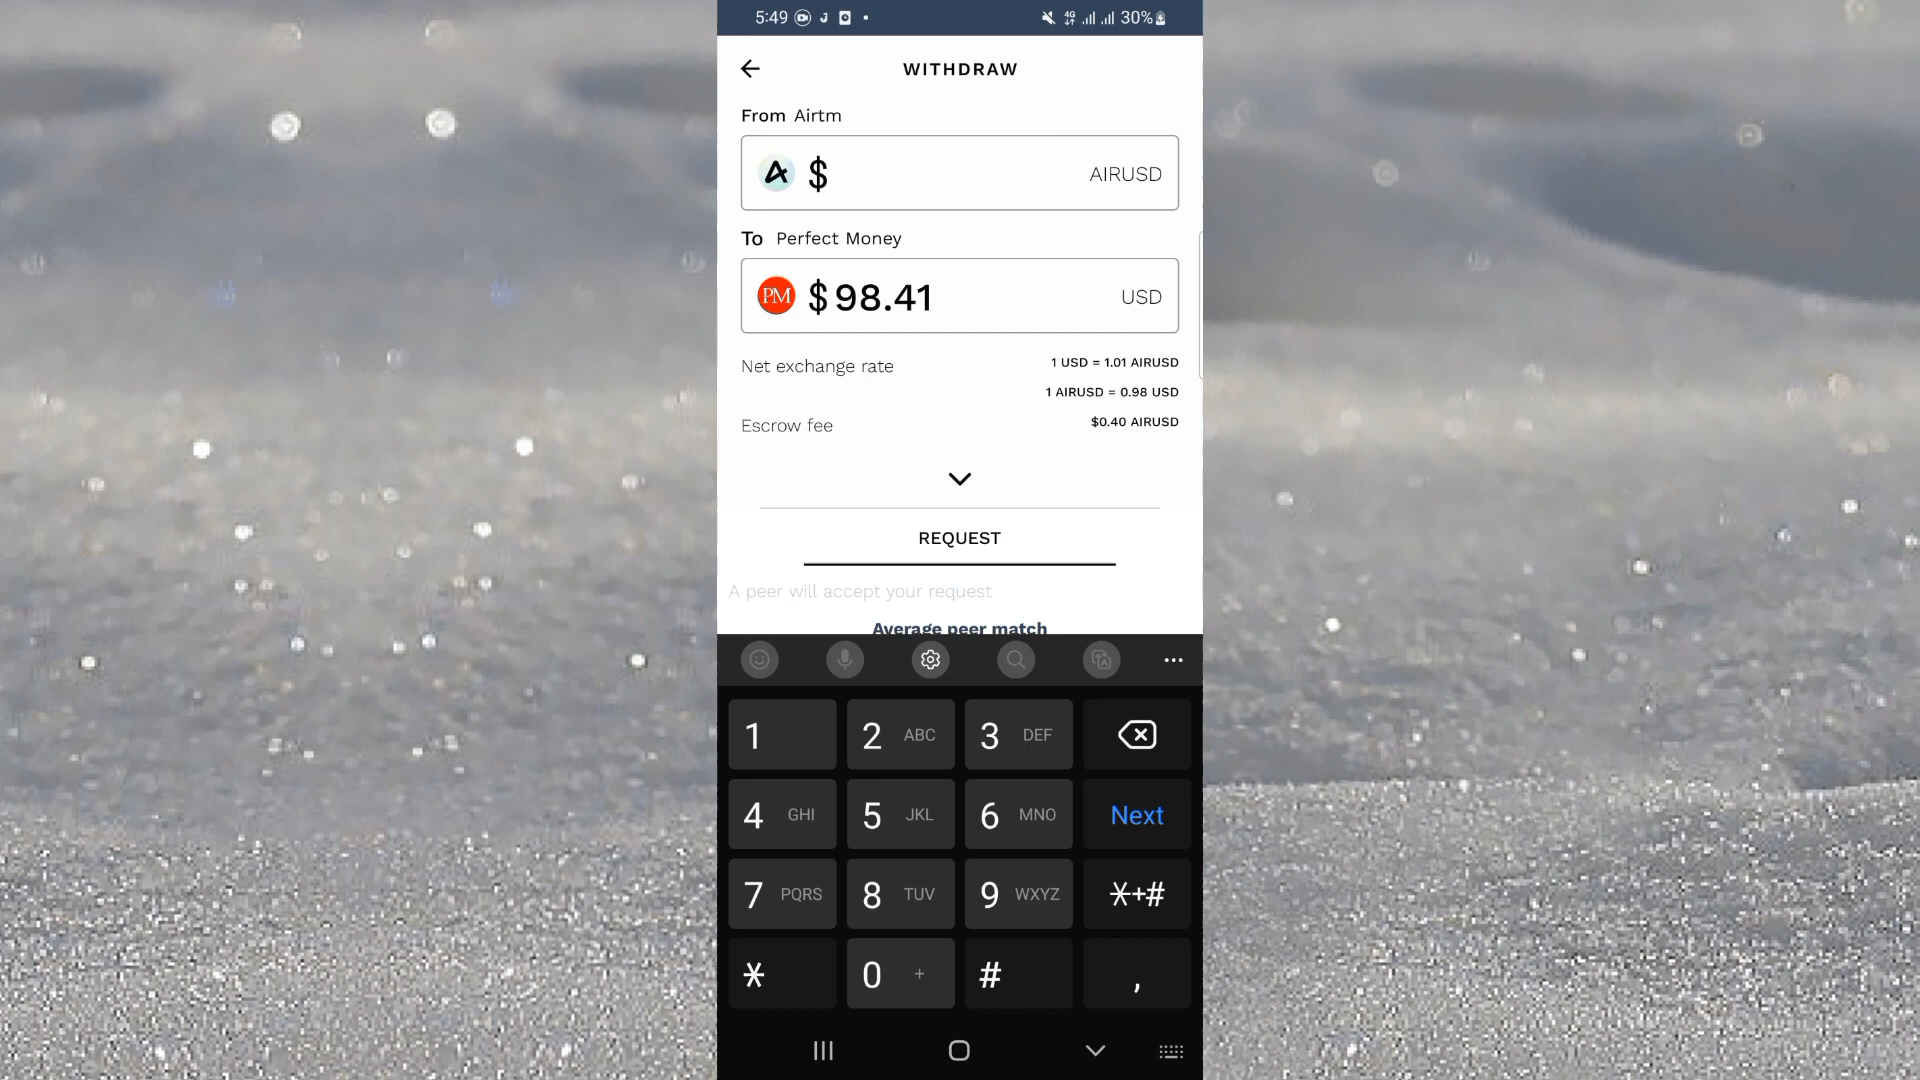 5:49
4G 30%
WITHDRAW
From Airtm
$ AIRUSD
To Perfect Money
PM $98.41 USD
Net exchange rate 1 USD = 1.01 AIRUSD
1 AIRUSD = 0.98 USD
Escrow fee $0.40 AIRUSD
REQUEST
A peer will accept your request
Average peer match
1 2 ABC 3 DEF
4 GHI 5 JKL 6 MNO Next
7 PQRS 8 TUV 9 WXYZ *+#
* 0 + # ,